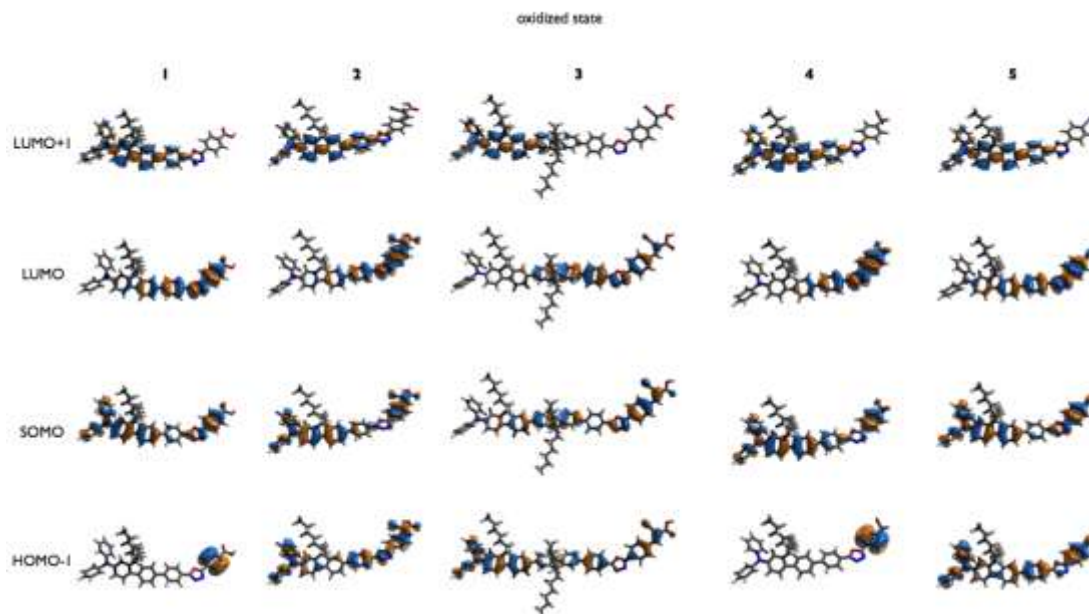 oxidized state
1 2 3 4 5
LUMO+1
LUMO
SOMO
HOMO-1